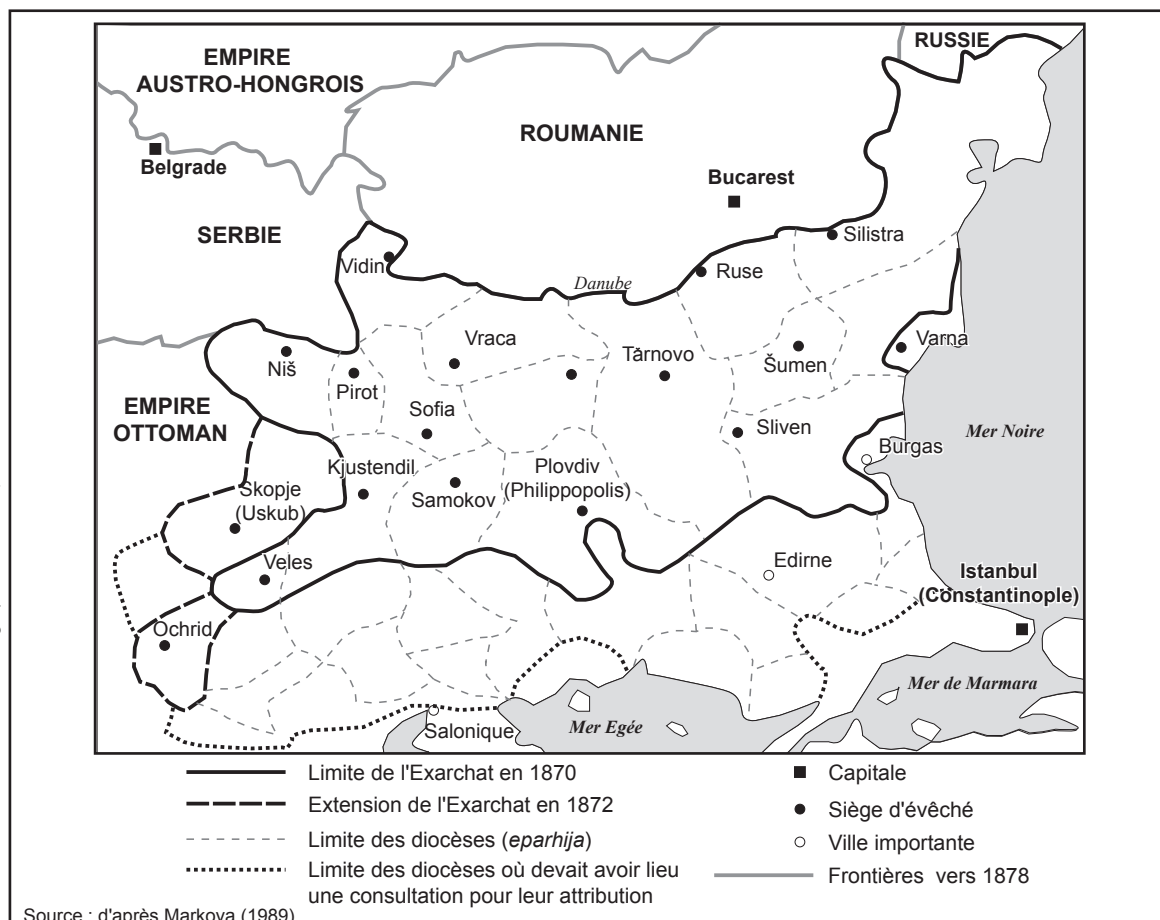 EMPIRE
AUSTRO-HONGROIS
RUSSIE
ROUMANIE
Belgrade
Bucarest
SERBIE
Silistra
Vidin
Ruse
Danube
Vraca
Varna
Niš
Tărnovo
Šumen
Pirot
EMPIRE
OTTOMAN
Sofia
Sliven
Mer Noire
Burgas
Kjustendil
Plovdiv
(Philippopolis)
Samokov
Skopje
(Uskub)
Veles
Edirne
Istanbul
(Constantinople)
Ochrid
Mer de Marmara
Salonique
Mer Egée
Limite de l'Exarchat en 1870
Extension de l'Exarchat en 1872
Limite des diocèses (eparhija)
Limite des diocèses où devait avoir lieu
une consultation pour leur attribution
Capitale
Siège d'évêché
Ville importante
Frontières vers 1878
Source : d'après Markova (1989)